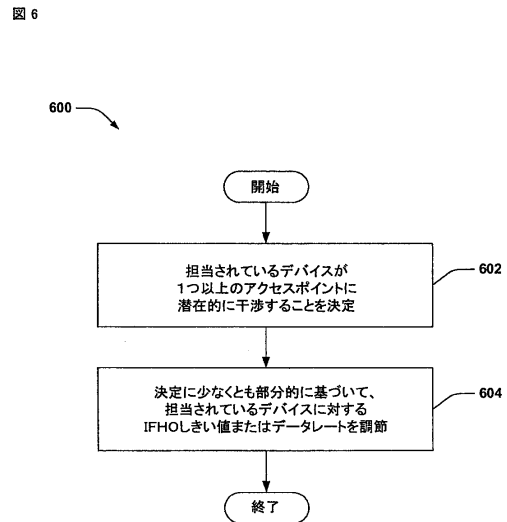 図 6
600
開始
担当されているデバイスが
1つ以上のアクセスポイントに
潜在的に干渉することを決定
602
決定に少なくとも部分的に基づいて、
担当されているデバイスに対する
IFHOしきい値またはデータレートを調節
604
終了